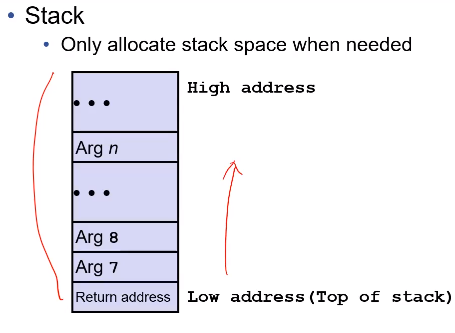 • Stack
• Only allocate stack space when needed
• • •
High address
Arg n
• • •
Arg 8
Arg 7
Return address
Low address(Top of stack)